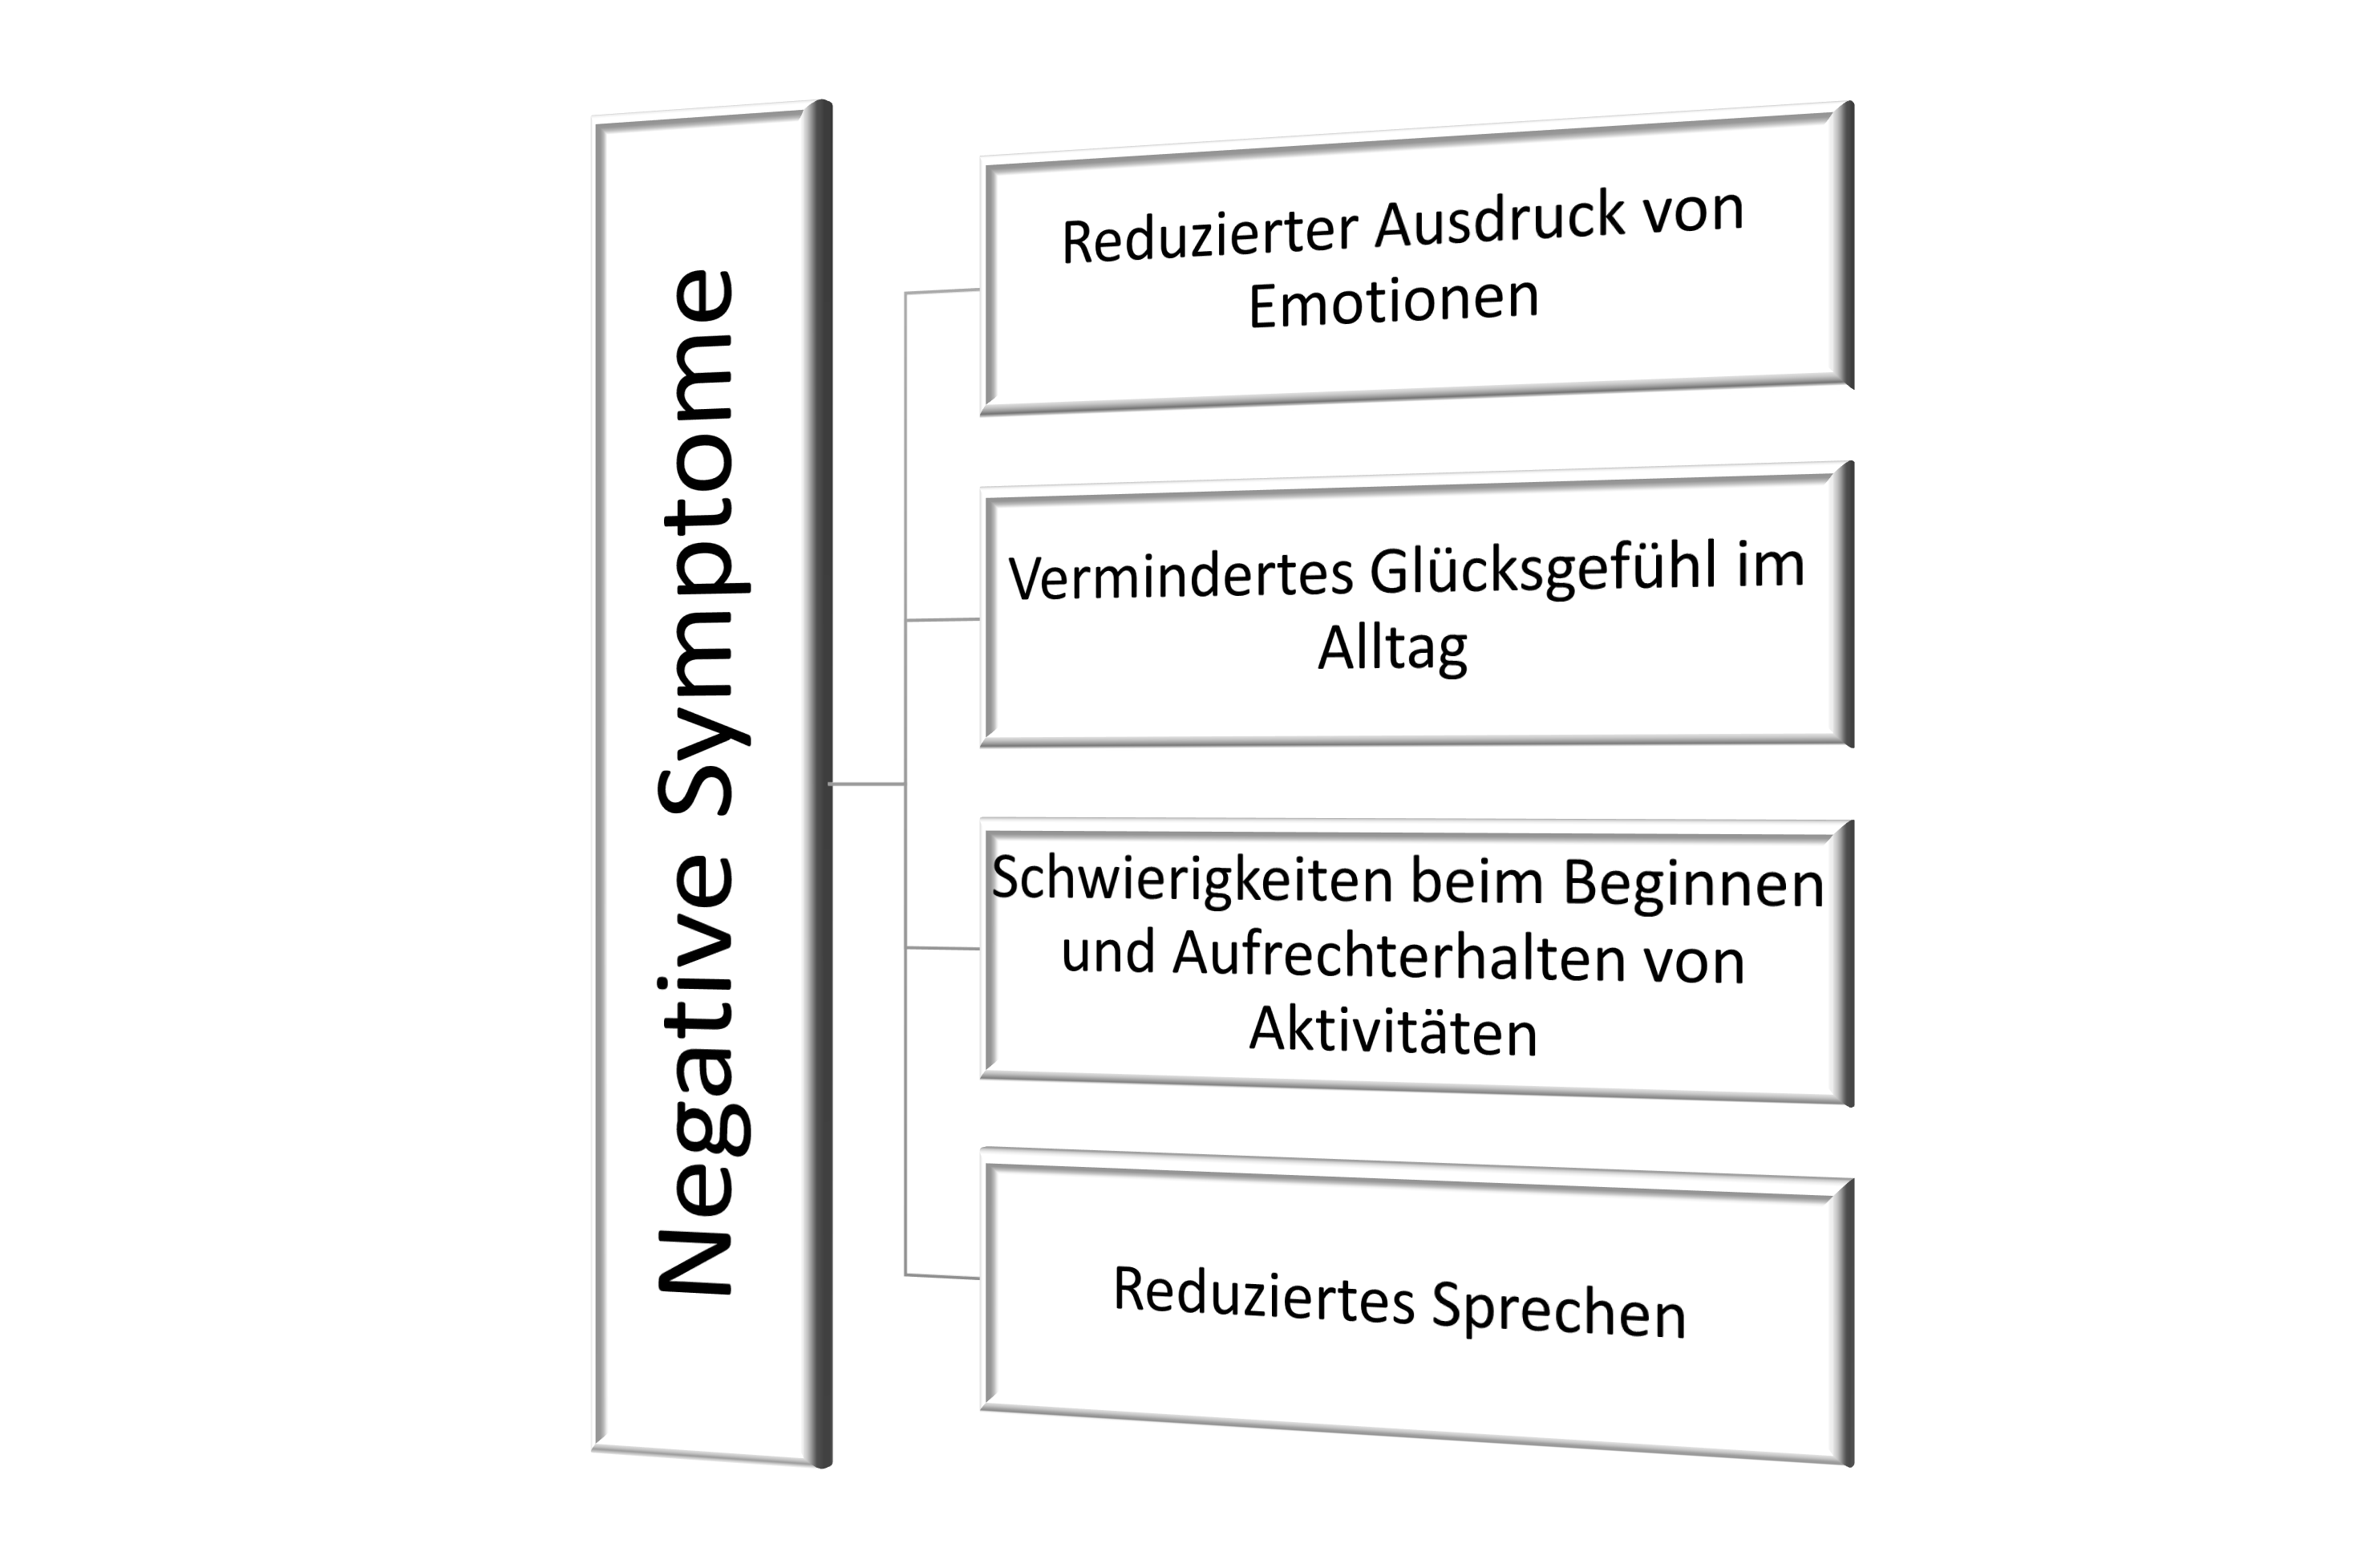 Negative Symptome
Reduzierter Ausdruck von
Emotionen
Vermindertes Glücksgefühl im
Alltag
Schwierigkeiten beim Beginnen
und Aufrechterhalten von
Aktivitäten
Reduziertes Sprechen